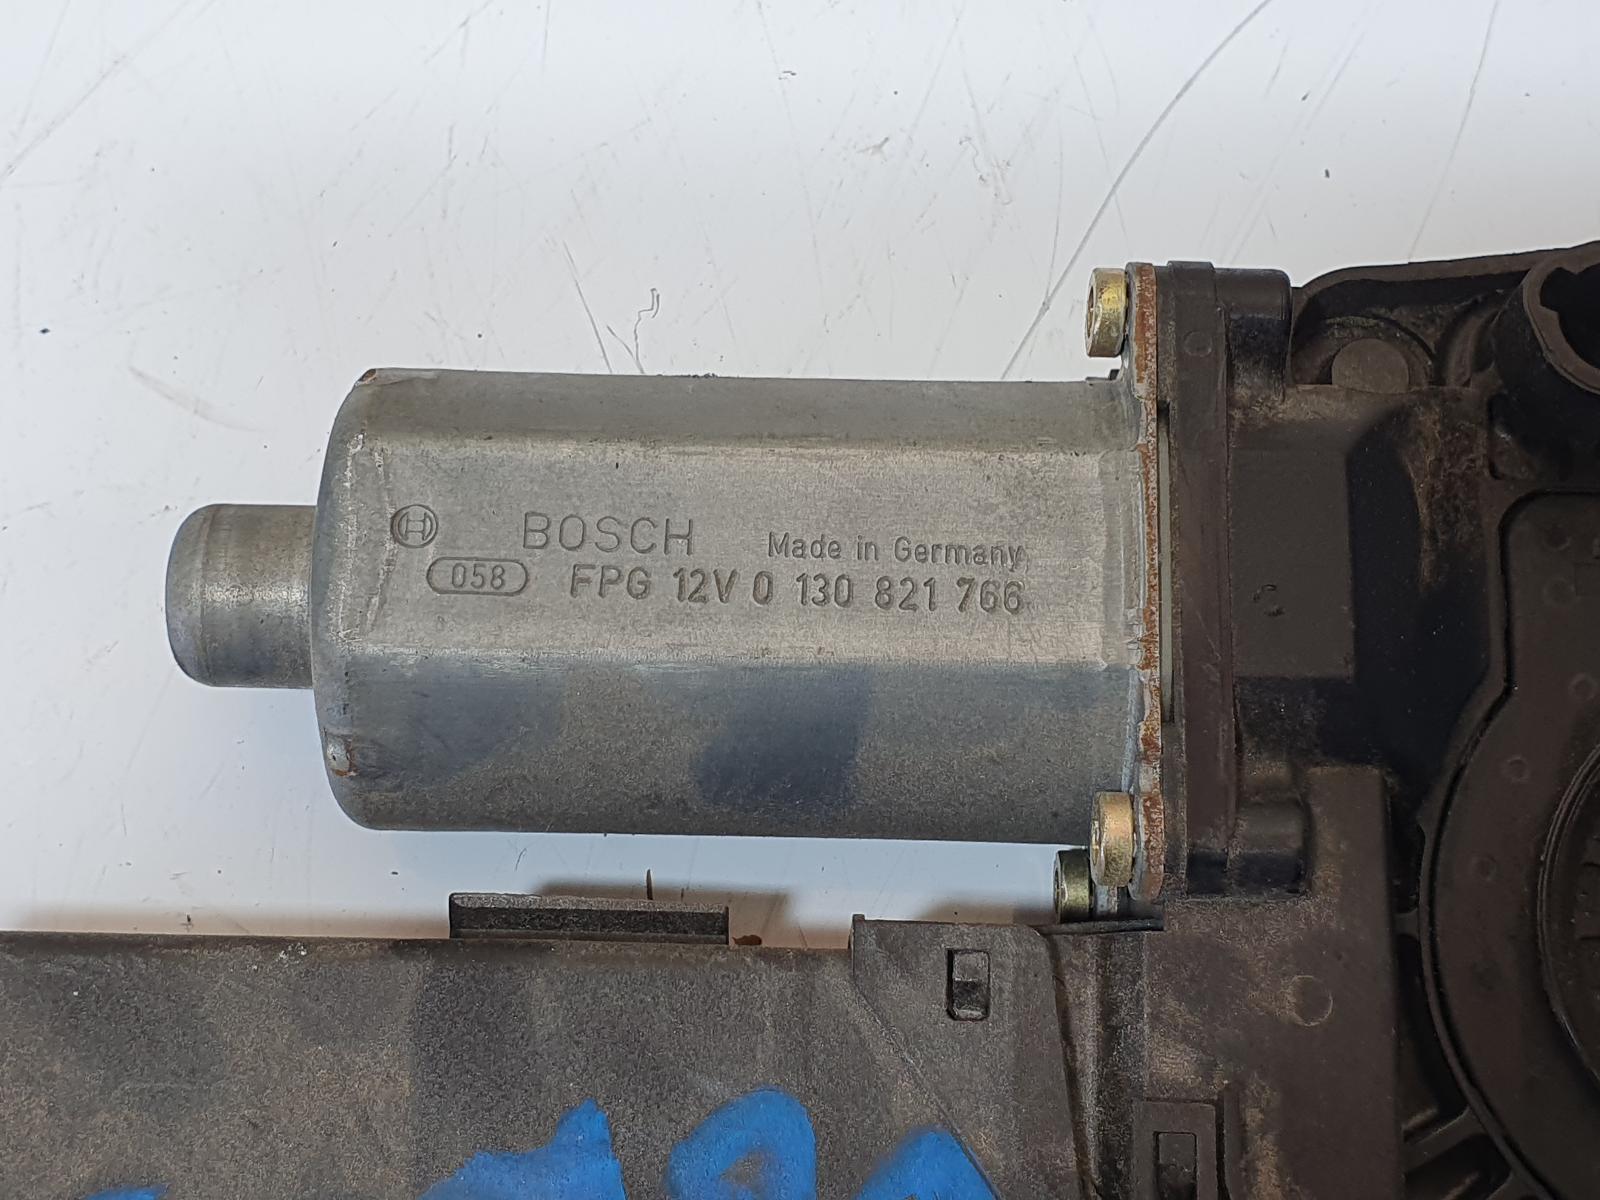 BOSCH Made in Germany
058 FPG 12V 0 130 821 766